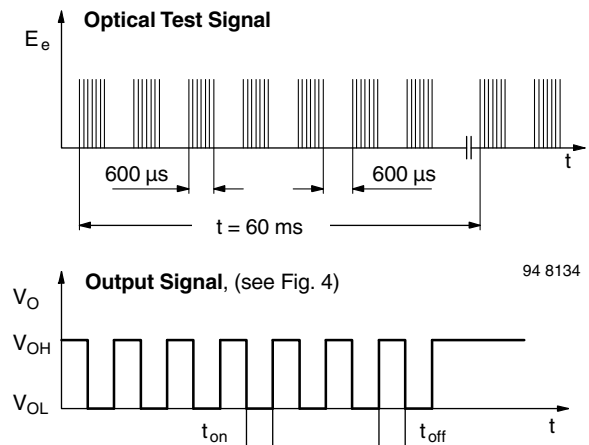 Optical Test Signal
E e
t
600 µs
600 µs
t = 60 ms
94 8134
Output Signal, (see Fig. 4)
V O
V OH
V OL
t on
t off
t